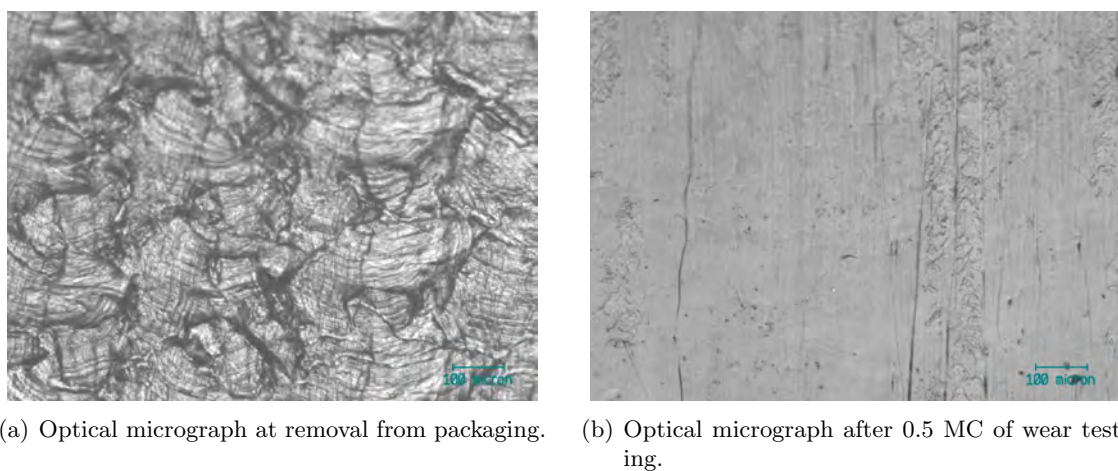 100 micron
100 micron
(a) Optical micrograph at removal from packaging.
(b) Optical micrograph after 0.5 MC of wear test
ing.